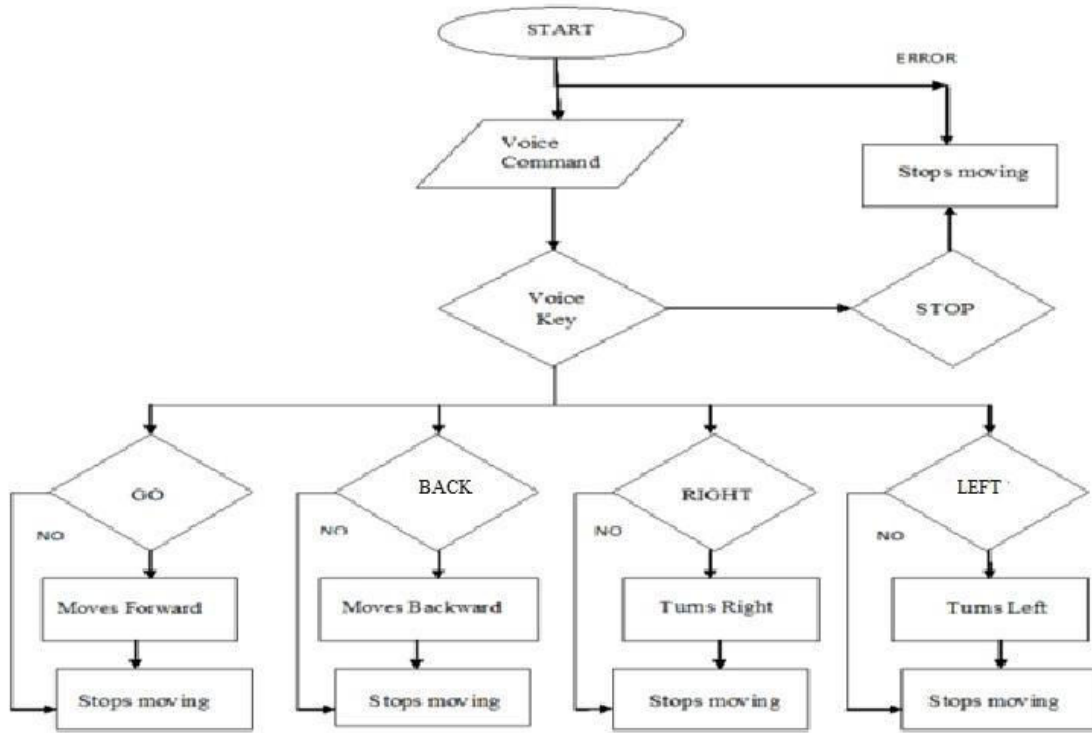 START
ERROR
Voice
Command
Stops moving
Voice
Key
STOP
GO
BACK
RIGHT
LEFT
NO
NO
NO
NO
Moves Forward
Moves Backward
Turns Right
Turns Left
Stops moving
Stops moving
Stops moving
Stops moving